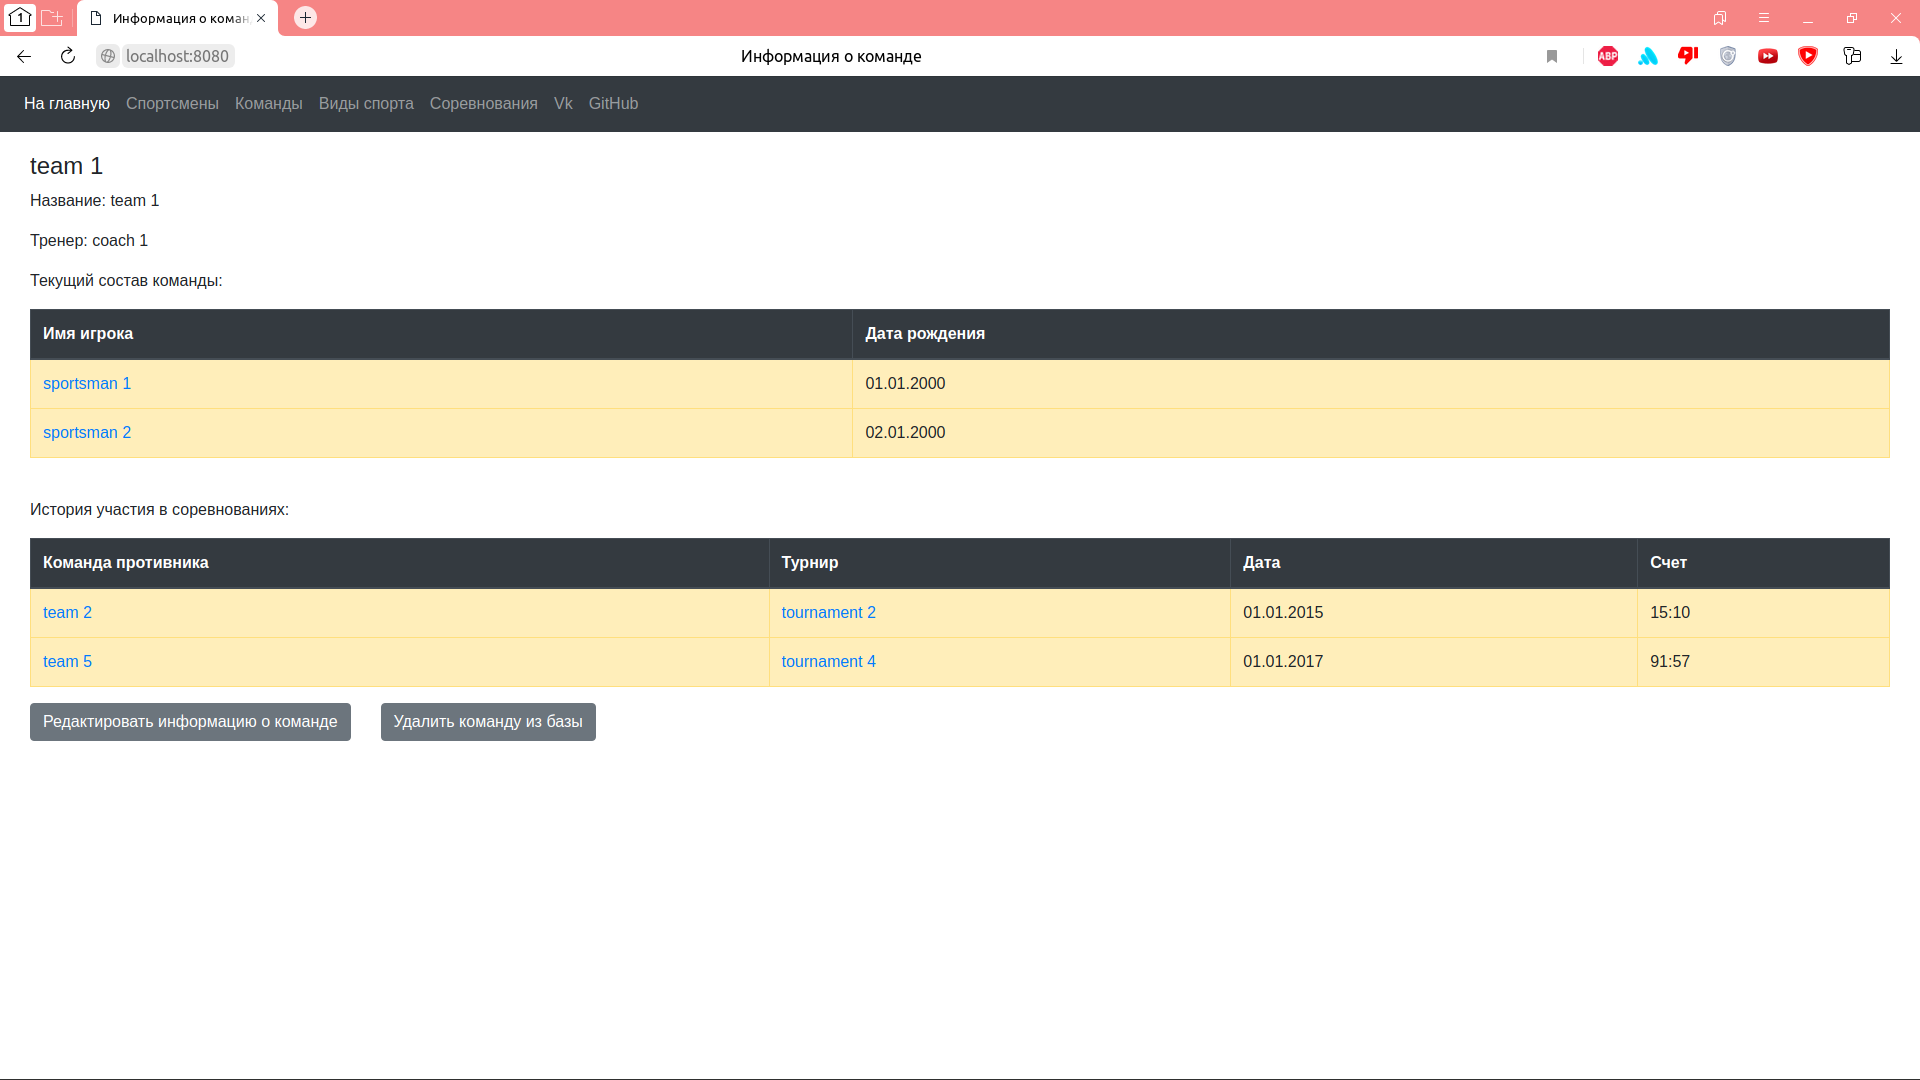 1
Информация о коман
localhost:8080
Информация о команде
ABP
На главную Спортсмены Команды Виды спорта Соревнования Vk GitHub
team 1
Название: team 1
Тренер: coach 1
Текущий состав команды:
Имя игрока Дата рождения
sportsman 1 01.01.2000
sportsman 2 02.01.2000
История участия в соревнованиях:
Команда противника Турнир Дата Счет
team 2 tournament 2 01.01.2015 15:10
team 5 tournament 4 01.01.2017 91:57
Редактировать информацию о команде Удалить команду из базы